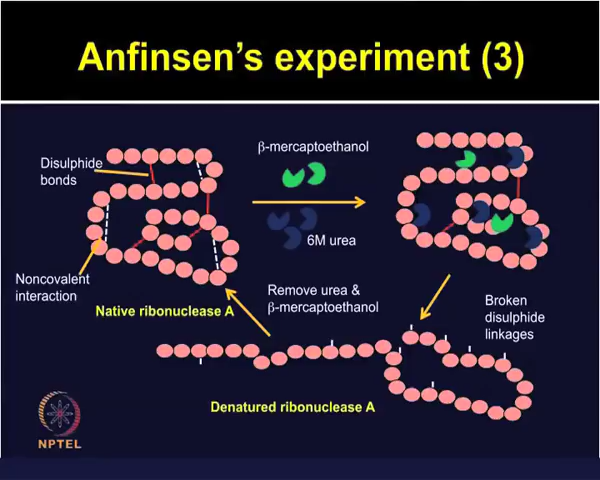 Anfinsen's experiment (3)
Disulphide
bonds
β-mercaptoethanol
6M urea
Noncovalent
interaction
Native ribonuclease A
Remove urea &
β-mercaptoethanol
Broken
disulphide
linkages
Denatured ribonuclease A
NPTEL